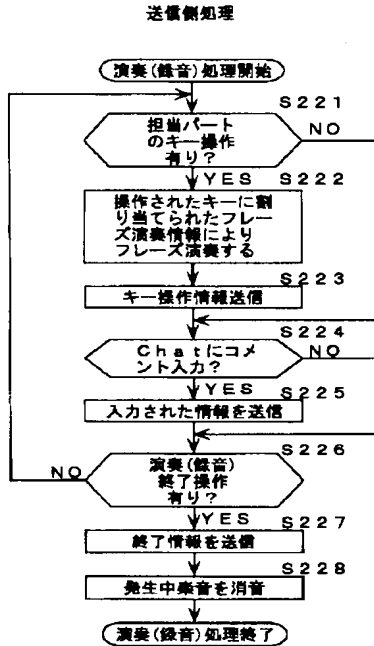 送信側処理
演奏(録音)処理開始
S221
担当パート
のキー操作
有り?
NO
YES
S222
操作されたキーに割
り当てられたフレー
ズ演奏情報により
フレーズ演奏する
S223
キー操作情報送信
S224
Chatにコメ
ント入力?
NO
YES
S225
入力された情報を送信
S226
演奏(録音)
終了操作
有り?
NO
YES
S227
終了情報を送信
S228
発生中楽音を消音
演奏(録音)処理終了